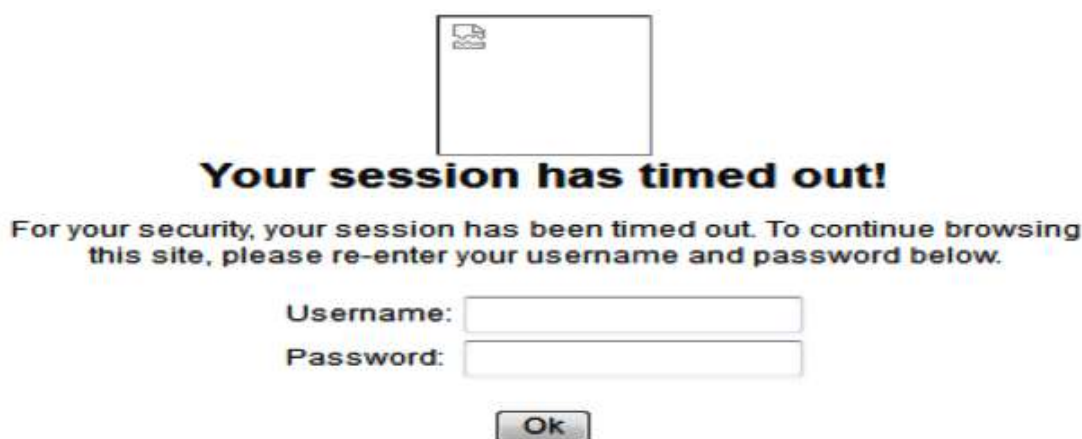 Your session has timed out!
For your security, your session has been timed out. To continue browsing
this site, please re-enter your username and password below.
Username:
Password:
Ok